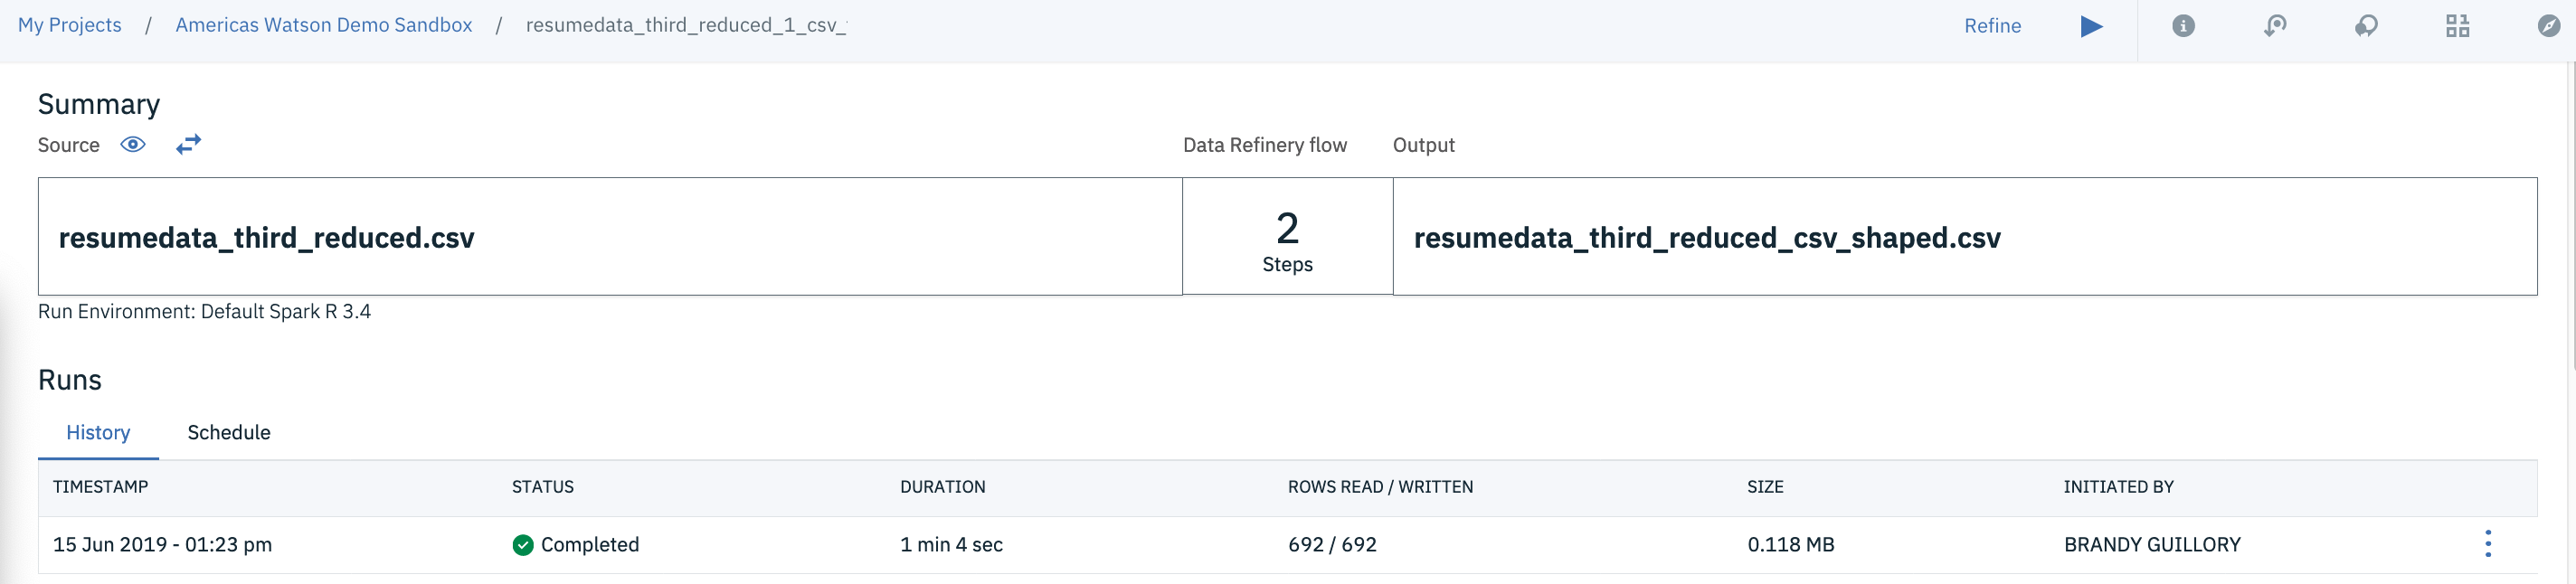 My Projects / Americas Watson Demo Sandbox / resumedata_third_reduced_1_csv_ Refine
Summary
Source Data Refinery flow Output
resumedata_third_reduced.csv 2 Steps resumedata_third_reduced_csv_shaped.csv
Run Environment: Default Spark R 3.4
Runs
History Schedule
TIMESTAMP STATUS DURATION ROWS READ / WRITTEN SIZE INITIATED BY
15 Jun 2019 - 01:23 pm Completed 1 min 4 sec 692 / 692 0.118 MB BRANDY GUILLORY